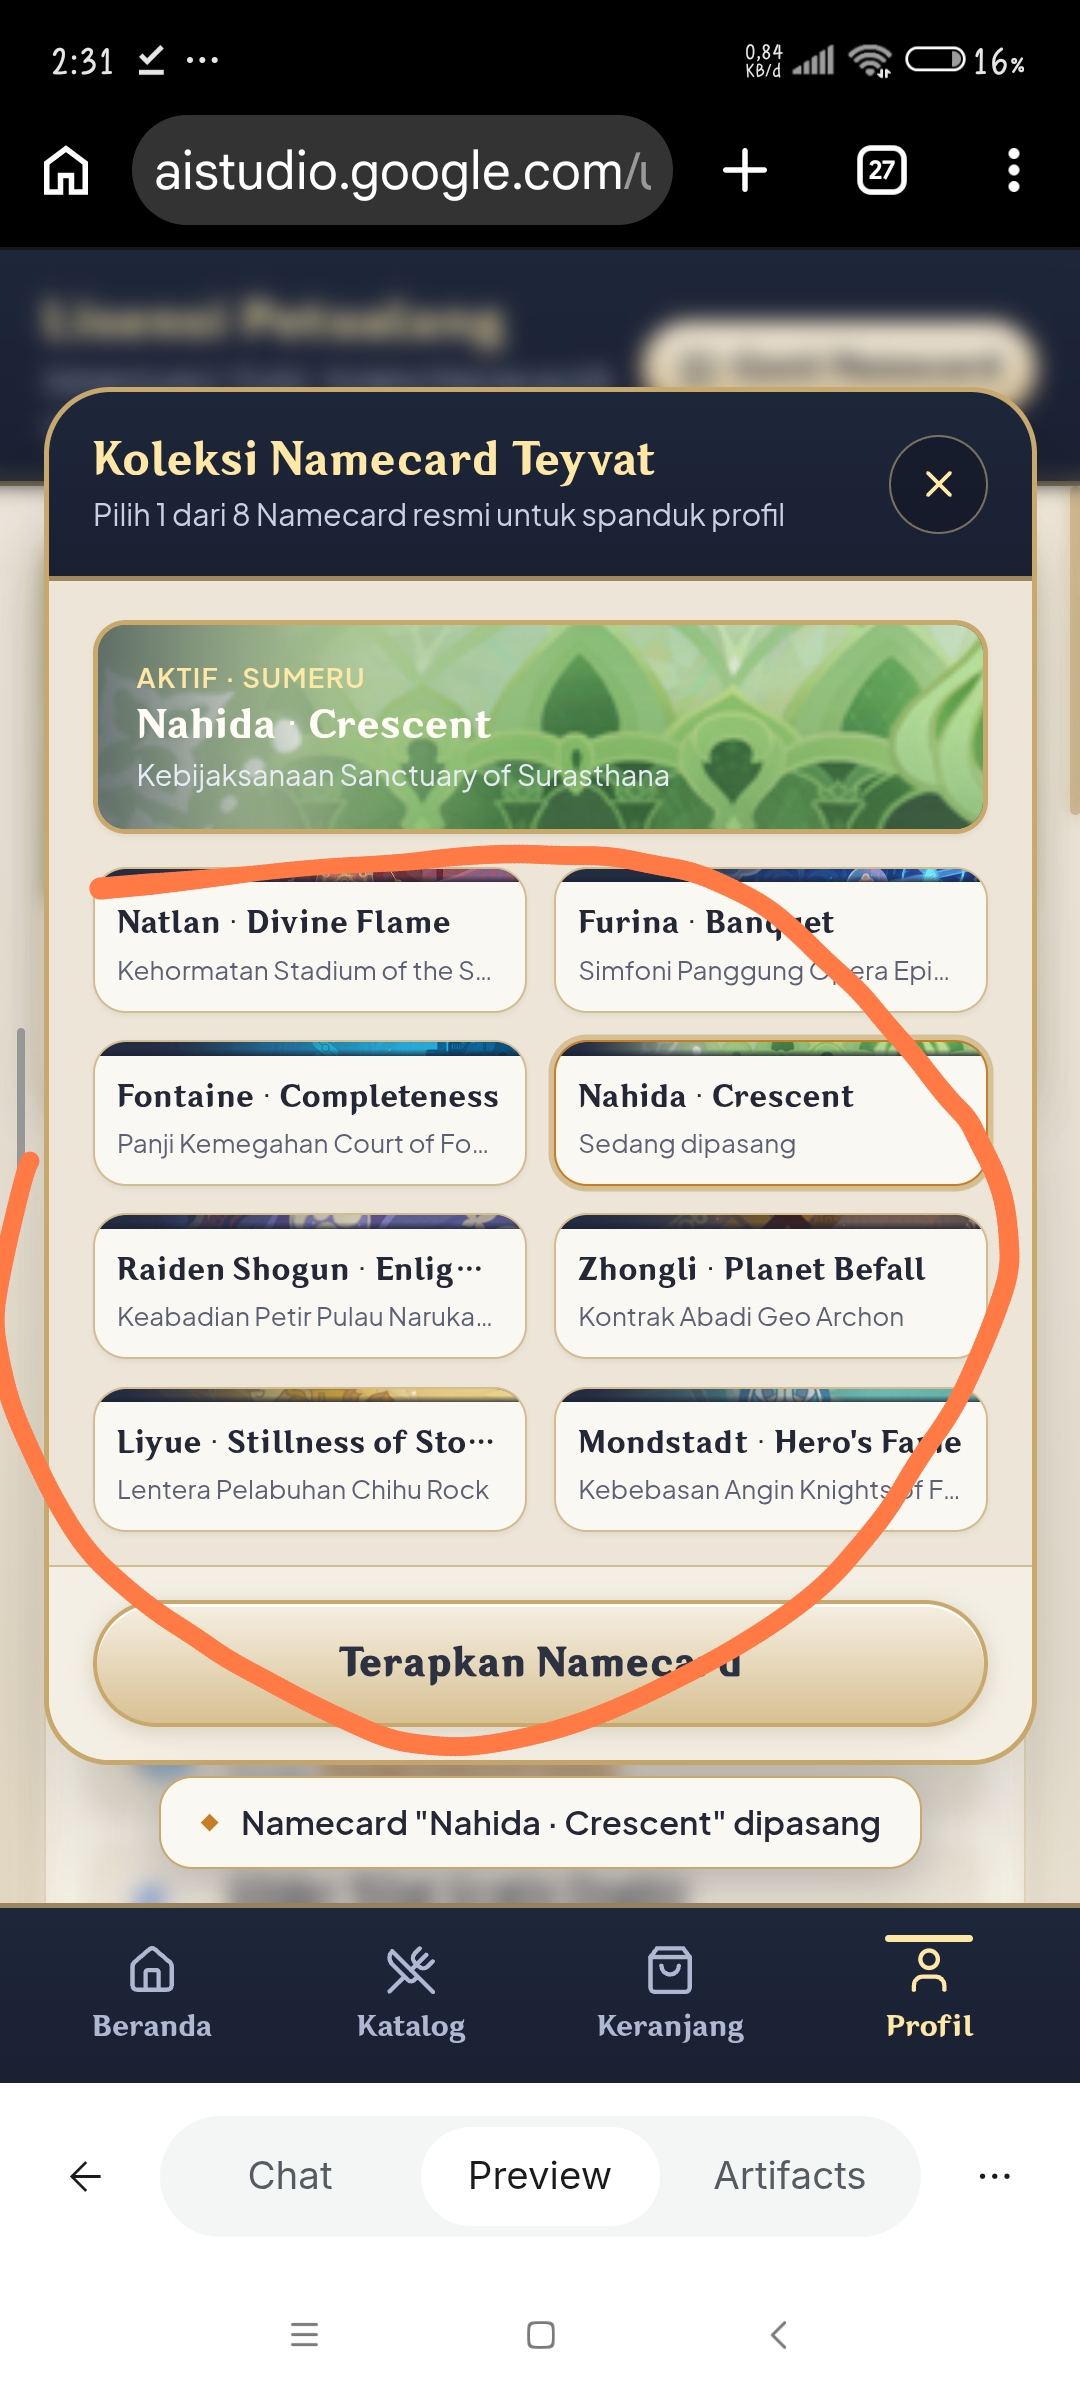 2:31
0,84
KB/d
16%
aistudio.google.com/u
27
Koleksi Namecard Teyvat
Pilih 1 dari 8 Namecard resmi untuk spanduk profil
AKTIF · SUMERU
Nahida · Crescent
Kebijaksanaan Sanctuary of Surasthana
Natlan · Divine Flame
Kehormatan Stadium of the S...
Furina · Banquet
Simfoni Panggung Opera Epi...
Fontaine · Completeness
Panji Kemegahan Court of Fo...
Nahida · Crescent
Sedang dipasang
Raiden Shogun · Enlig...
Keabadian Petir Pulau Naruka...
Zhongli · Planet Befall
Kontrak Abadi Geo Archon
Liyue · Stillness of Sto...
Lentera Pelabuhan Chihu Rock
Mondstadt · Hero's Fame
Kebebasan Angin Knights of F...
Terapkan Namecard
Namecard "Nahida · Crescent" dipasang
Beranda
Katalog
Keranjang
Profil
Chat
Preview
Artifacts